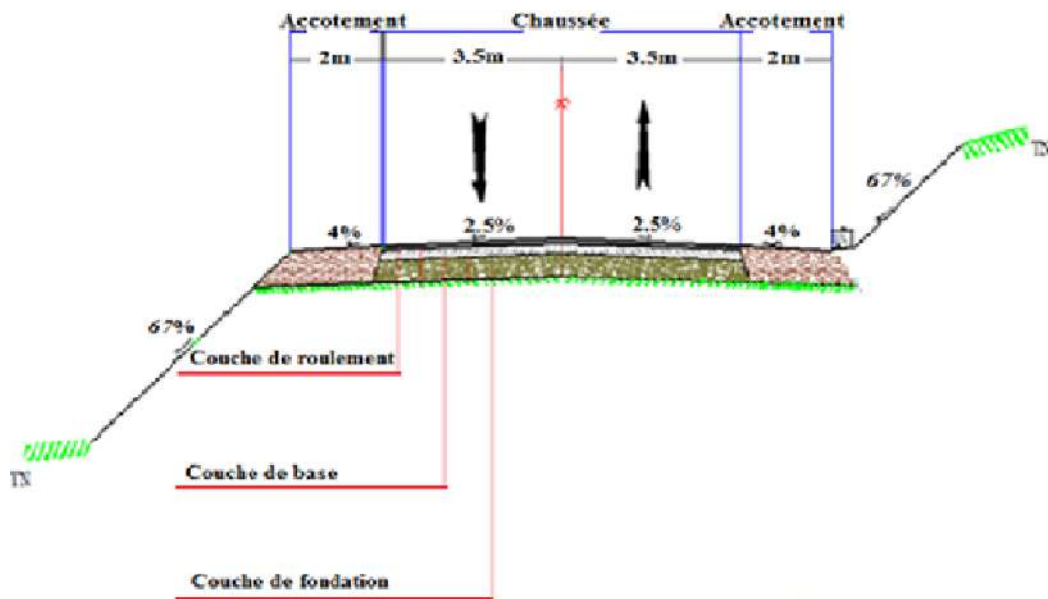 Accotement Chaussée Accotement
2m 3.5m 3.5m 2m
TN
67%
4% 2.5% 2.5% 4%
67%
Couche de roulement
Couche de base
TN
Couche de fondation